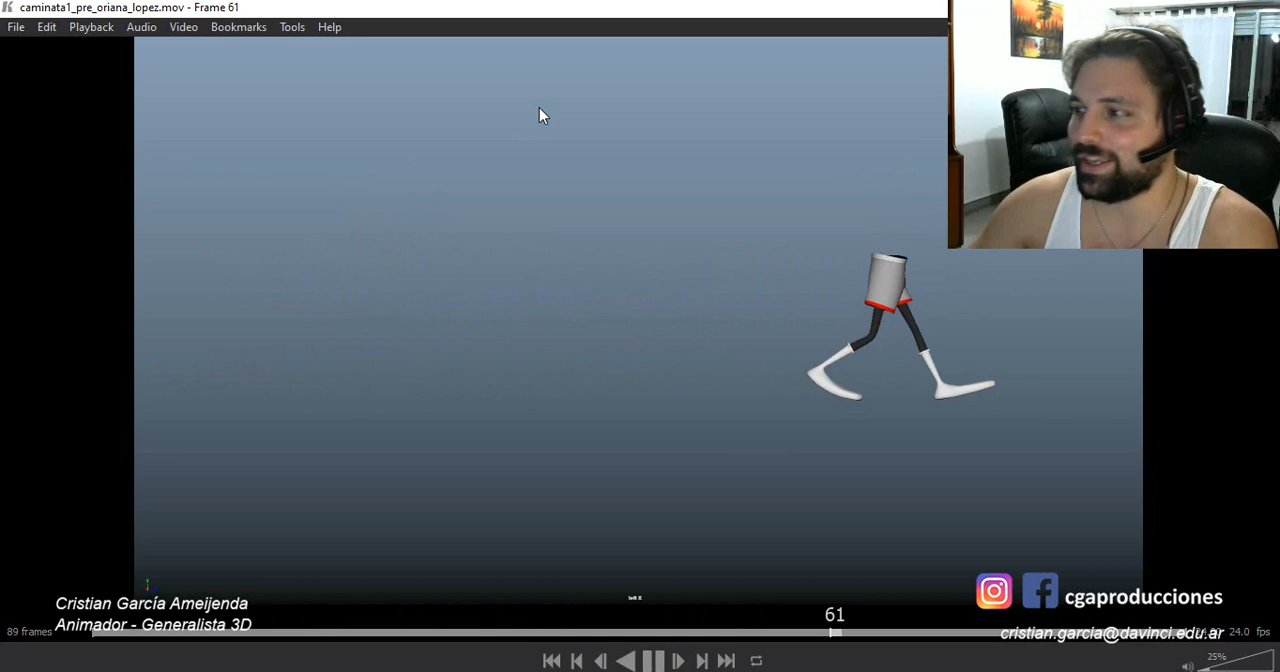 caminata1_pre_oriana_lopez.mov - Frame 61
File Edit Playback Audio Video Bookmarks Tools Help
left X
Cristian García Ameijenda
Animador - Generalista 3D
cgaproducciones
61
89 frames
cristian.garcia@davinci.edu.ar
24.0 fps
25%